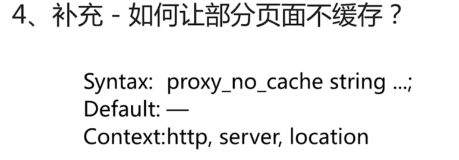 4、补充 - 如何让部分页面不缓存？
Syntax: proxy_no_cache string ...;
Default: —
Context:http, server, location